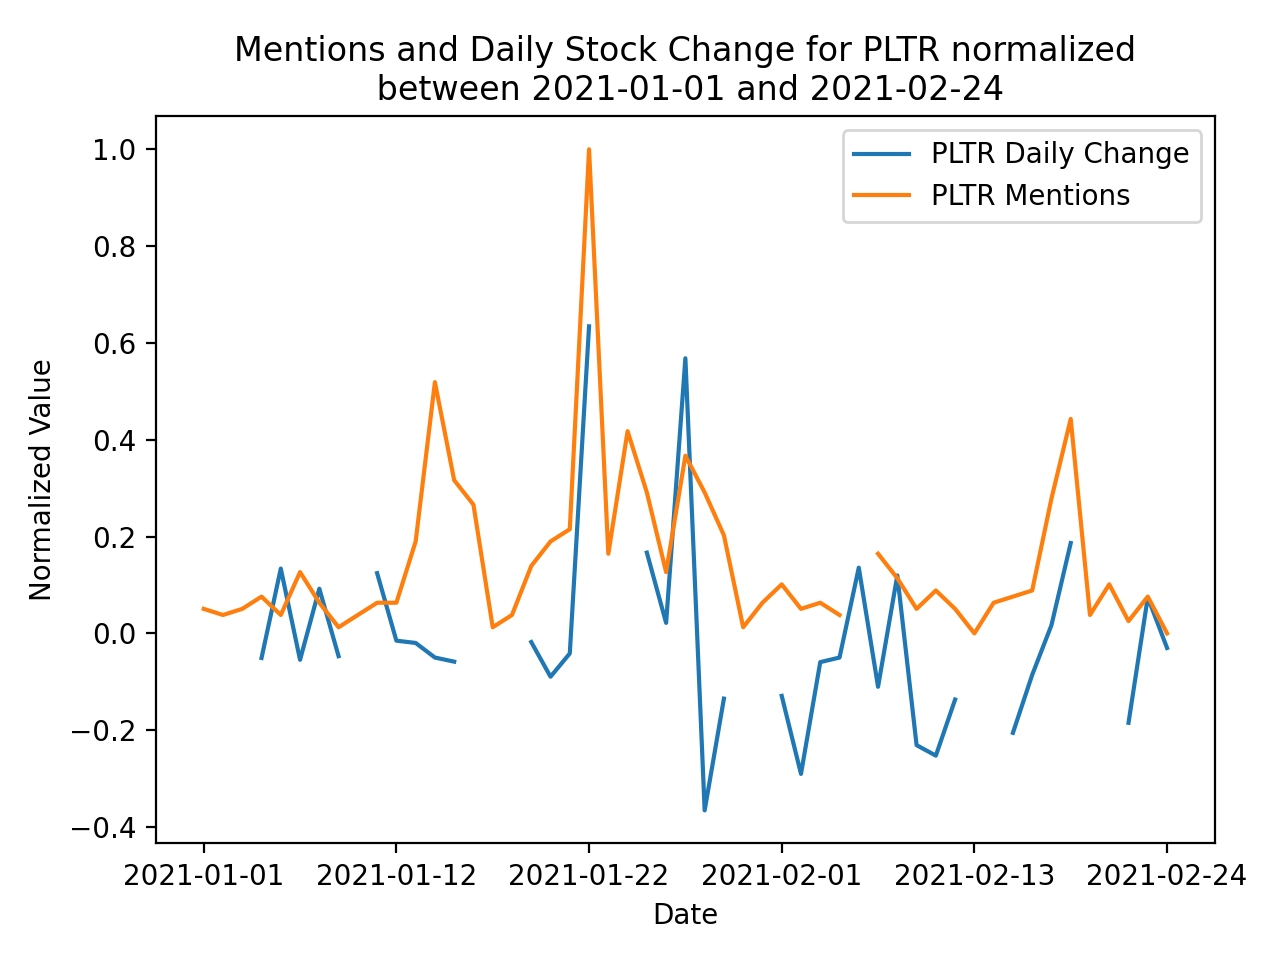 Mentions and Daily Stock Change for PLTR normalized
between 2021-01-01 and 2021-02-24
PLTR Daily Change
PLTR Mentions
1.0
0.8
0.6
0.4
0.2
0.0
−0.2
−0.4
Normalized Value
2021-01-01 2021-01-12 2021-01-22 2021-02-01 2021-02-13 2021-02-24
Date